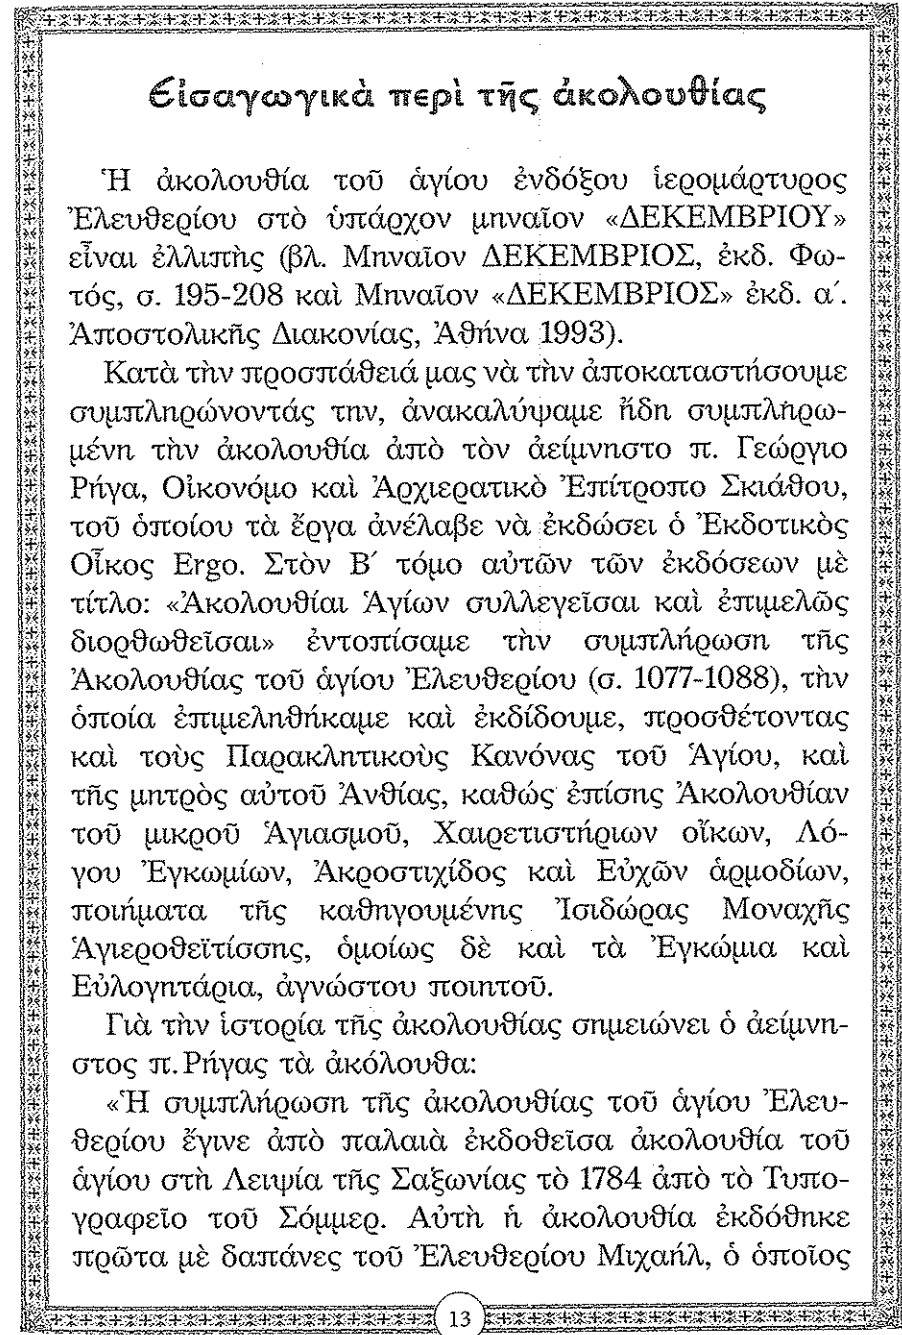 Εἰσαγωγικὰ περὶ τῆς ἀκολουθίας
Ἡ ἀκολουθία τοῦ ἁγίου ἐνδόξου ἱερομάρτυρος
Ἐλευθερίου στὸ ὑπάρχον μηναῖον «ΔΕΚΕΜΒΡΙΟΥ»
εἶναι ἐλλιπὴς (βλ. Μηναῖον ΔΕΚΕΜΒΡΙΟΣ, ἐκδ. Φω-
τός, σ. 195-208 καὶ Μηναῖον «ΔΕΚΕΜΒΡΙΟΣ» ἐκδ. α΄.
Ἀποστολικῆς Διακονίας, Ἀθήνα 1993).
Κατὰ τὴν προσπάθειά μας νὰ τὴν ἀποκαταστήσουμε
συμπληρώνοντάς την, ἀνακαλύψαμε ἤδη συμπληρω-
μένη τὴν ἀκολουθία ἀπὸ τὸν ἀείμνηστο π. Γεώργιο
Ρήγα, Οἰκονόμο καὶ Ἀρχιερατικὸ Ἐπίτροπο Σκιάθου,
τοῦ ὁποίου τὰ ἔργα ἀνέλαβε νὰ ἐκδώσει ὁ Ἐκδοτικὸς
Οἶκος Ergo. Στὸν Β΄ τόμο αὐτῶν τῶν ἐκδόσεων μὲ
τίτλο: «Ἀκολουθίαι Ἁγίων συλλεγεῖσαι καὶ ἐπιμελῶς
διορθωθεῖσαι» ἐντοπίσαμε τὴν συμπλήρωση τῆς
Ἀκολουθίας τοῦ ἁγίου Ἐλευθερίου (σ. 1077-1088), τὴν
ὁποία ἐπιμεληθήκαμε καὶ ἐκδίδουμε, προσθέτοντας
καὶ τοὺς Παρακλητικοὺς Κανόνας τοῦ Ἁγίου, καὶ
τῆς μητρὸς αὐτοῦ Ἀνθίας, καθώς ἐπίσης Ἀκολουθίαν
τοῦ μικροῦ Ἁγιασμοῦ, Χαιρετιστήριων οἴκων, Λό-
γου Ἐγκωμίων, Ἀκροστιχίδος καὶ Εὐχῶν ἁρμοδίων,
ποιήματα τῆς καθηγουμένης Ἰσιδώρας Μοναχῆς
Ἁγιεροθεϊτίσσης, ὁμοίως δὲ καὶ τὰ Ἐγκώμια καὶ
Εὐλογητάρια, ἀγνώστου ποιητοῦ.
Γιὰ τὴν ἱστορία τῆς ἀκολουθίας σημειώνει ὁ ἀείμνη-
στος π. Ρήγας τὰ ἀκόλουθα:
«Ἡ συμπλήρωση τῆς ἀκολουθίας τοῦ ἁγίου Ἐλευ-
θερίου ἔγινε ἀπὸ παλαιὰ ἐκδοθεῖσα ἀκολουθία τοῦ
ἁγίου στὴ Λειψία τῆς Σαξωνίας τὸ 1784 ἀπὸ τὸ Τυπο-
γραφεῖο τοῦ Σόμμερ. Αὐτὴ ἡ ἀκολουθία ἐκδόθηκε
πρῶτα μὲ δαπάνες τοῦ Ἐλευθερίου Μιχαήλ, ὁ ὁποῖος
13